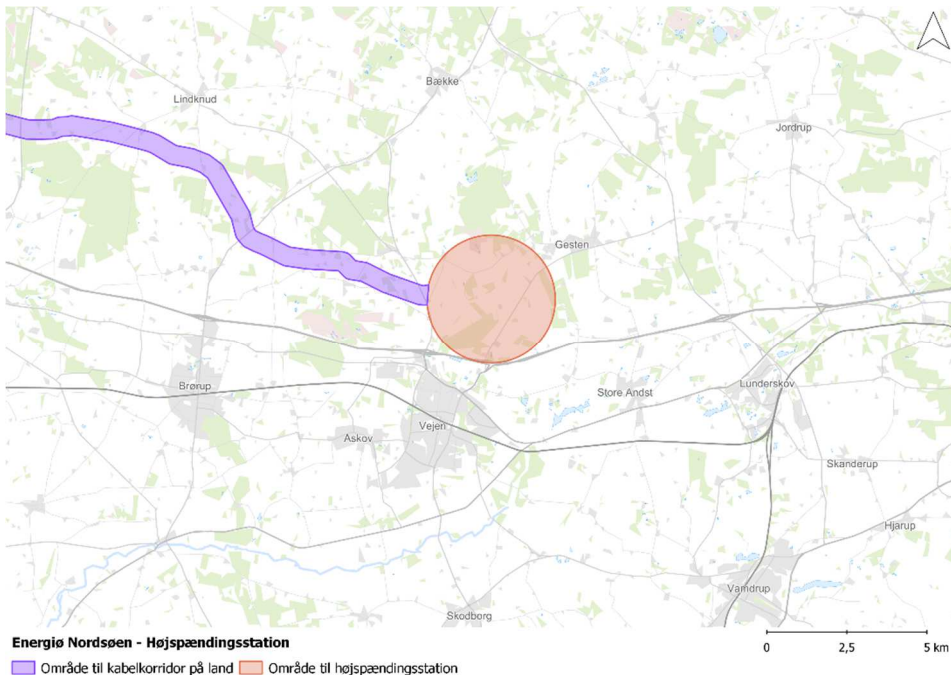 Bække
Lindknud
Jordrup
Gesten
Brørup
Store Andst
Lunderskov
Vejen
Askov
Skanderup
Hjarup
Vamdrup
Skodborg
Energiø Nordsøen - Højspændingsstation
Område til kabelkorridor på land Område til højspændingsstation
0 2,5 5 km